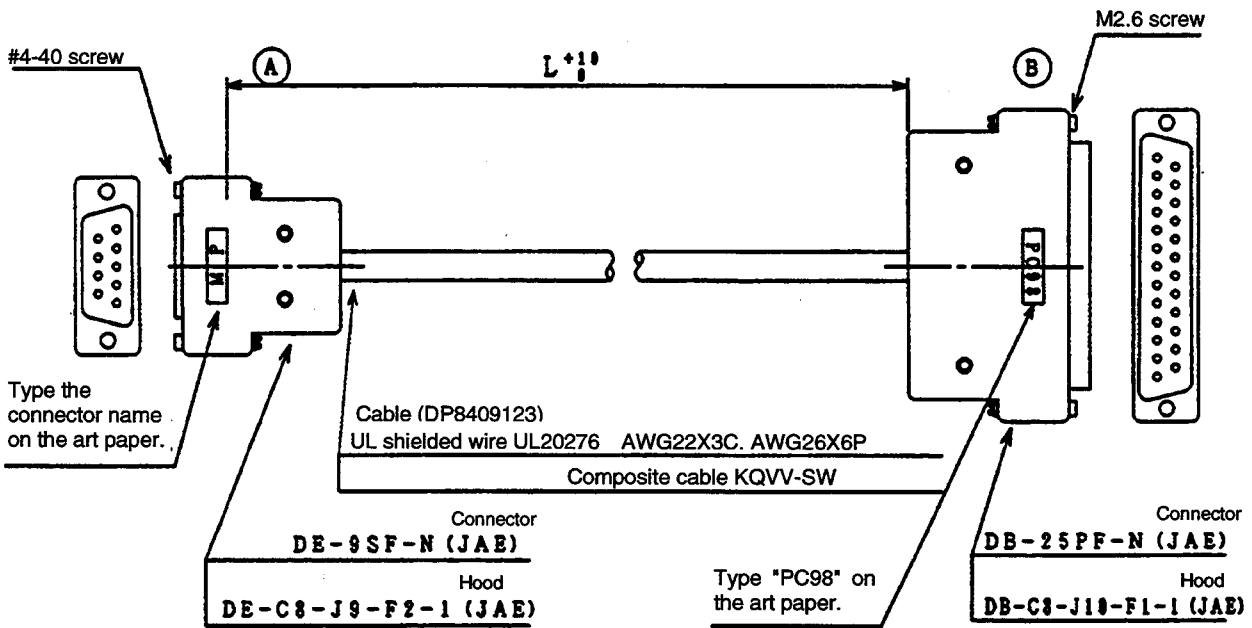 M2.6 screw
#4-40 screw
A
L +10 0
B
M P
PC98
Type the
connector name
on the art paper.
Cable (DP8409123)
UL shielded wire UL20276 AWG22X3C. AWG26X6P
Composite cable KQVV-SW
Connector
DE-9SF-N (JAE)
Hood
DE-C8-J9-F2-1 (JAE)
Type "PC98" on
the art paper.
Connector
DB-25PF-N (JAE)
Hood
DB-C8-J10-F1-1 (JAE)